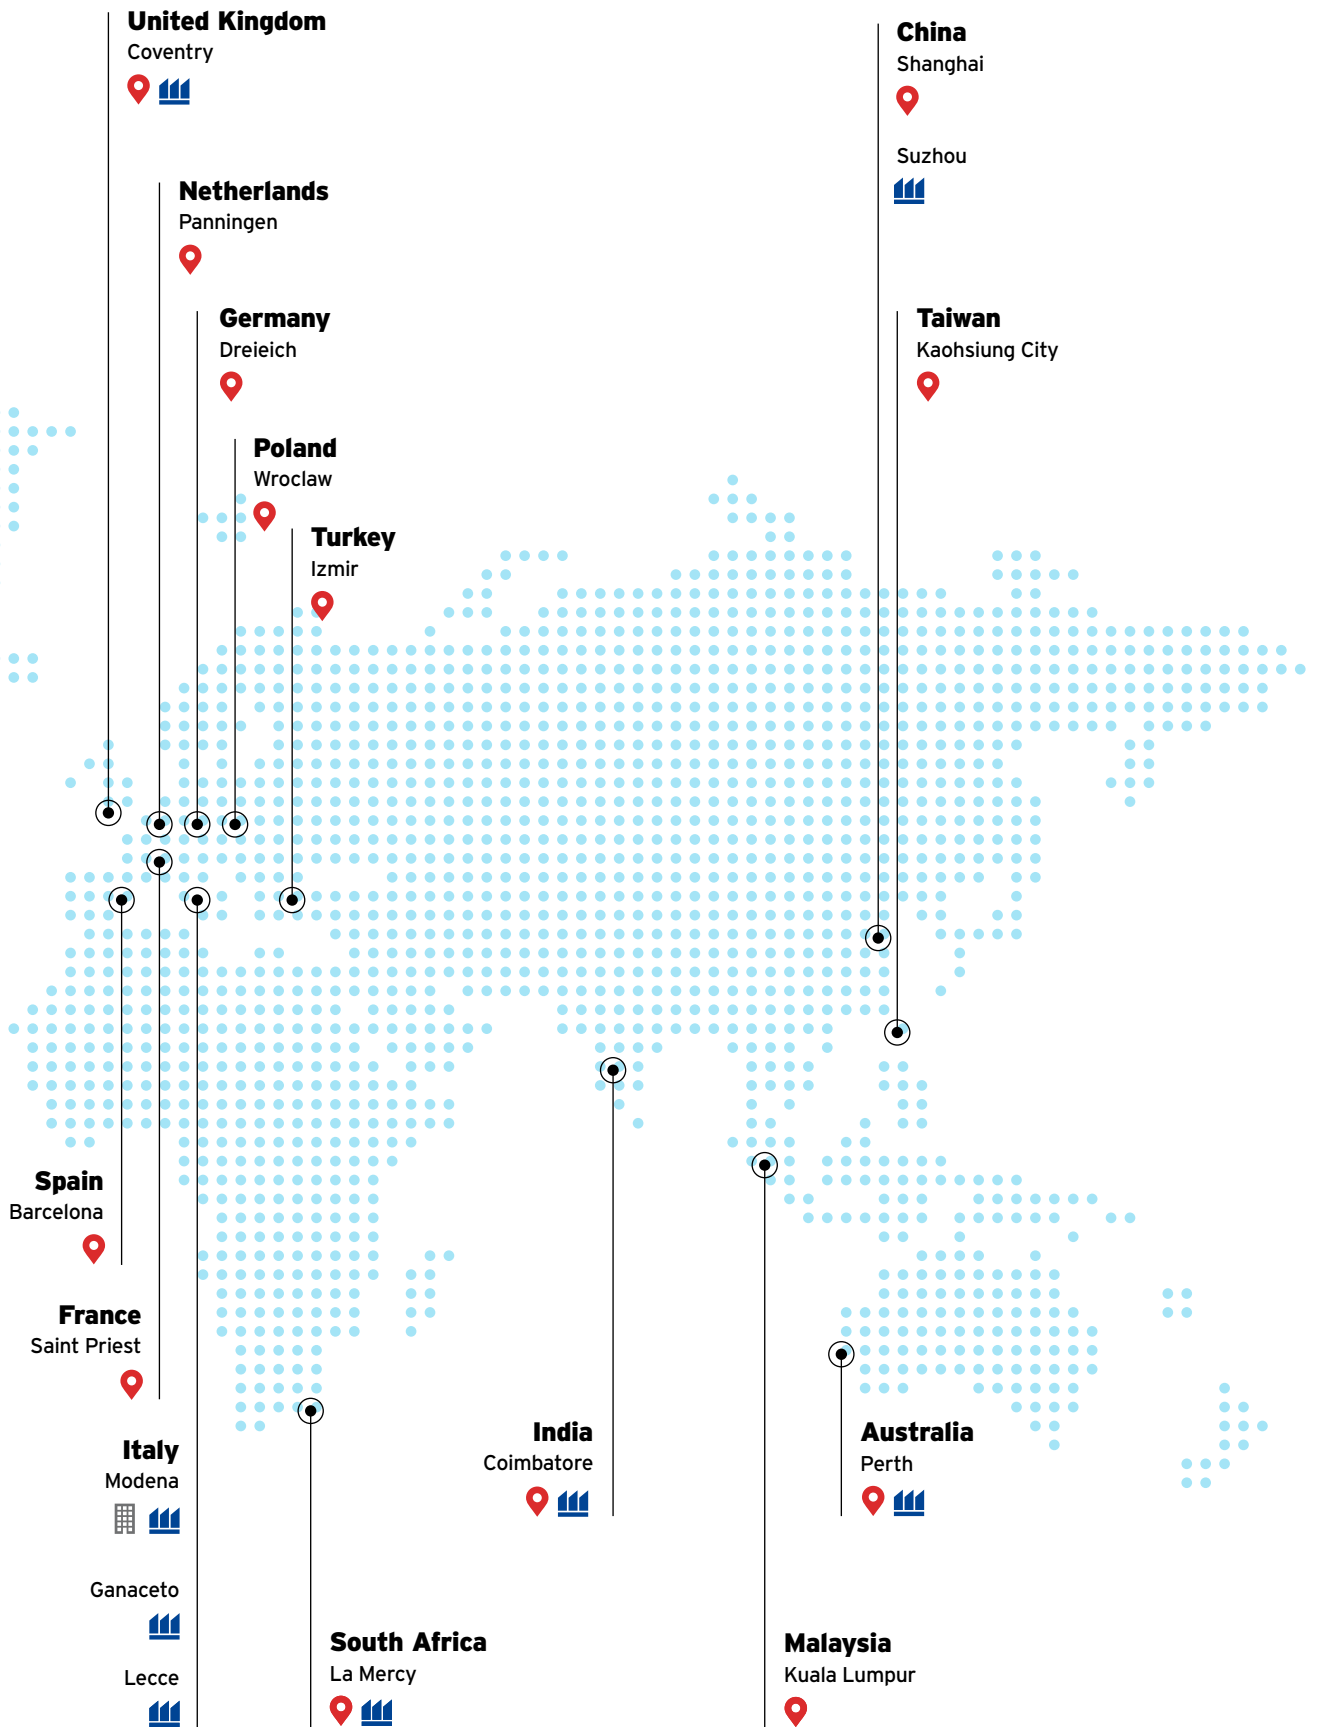 United Kingdom
Coventry
China
Shanghai
Suzhou
Netherlands
Panningen
Germany
Dreieich
Taiwan
Kaohsiung City
Poland
Wroclaw
Turkey
Izmir
Spain
Barcelona
France
Saint Priest
Italy
Modena
Ganaceto
Lecce
India
Coimbatore
Australia
Perth
South Africa
La Mercy
Malaysia
Kuala Lumpur